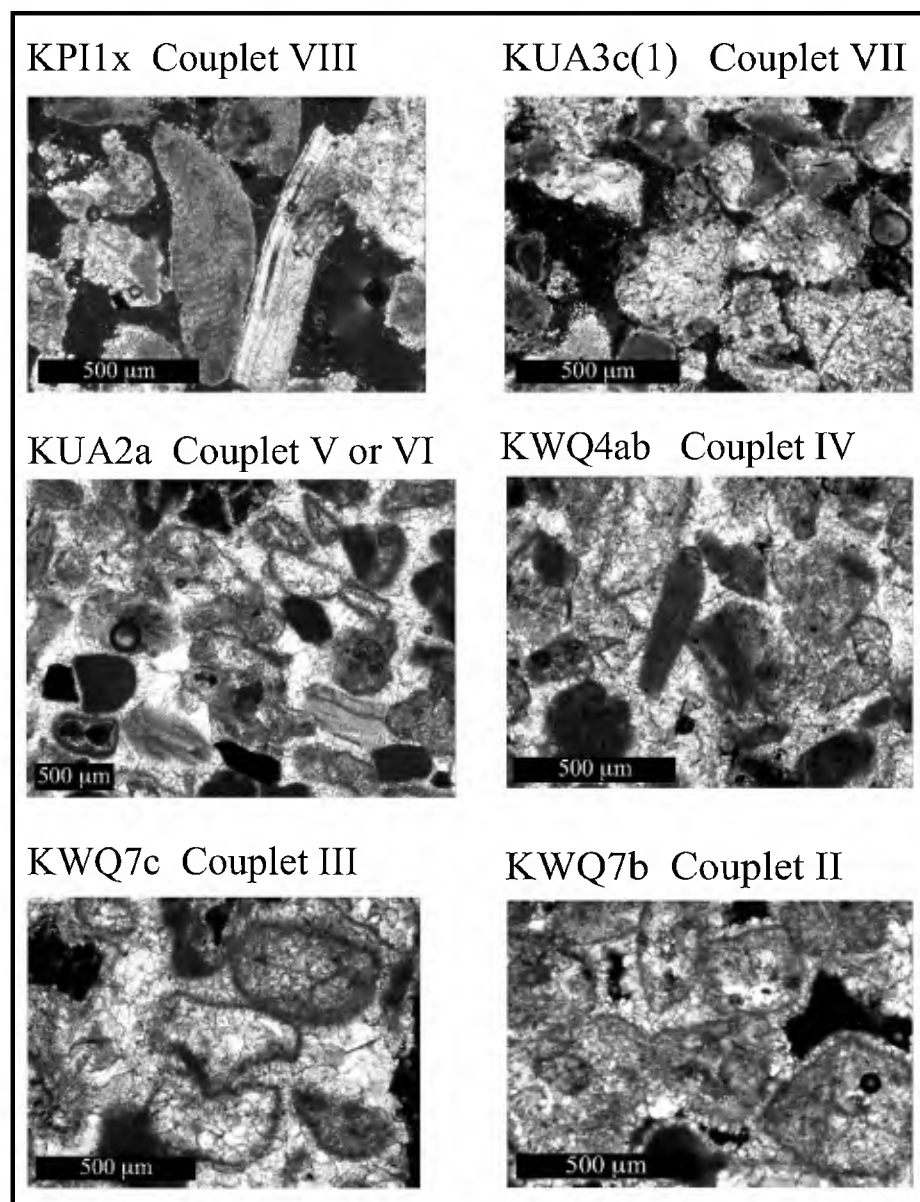 KPI1x Couplet VIII
KUA3c(1) Couplet VII
500 μm
500 μm
KUA2a Couplet V or VI
KWQ4ab Couplet IV
500 μm
500 μm
KWQ7c Couplet III
KWQ7b Couplet II
500 μm
500 μm